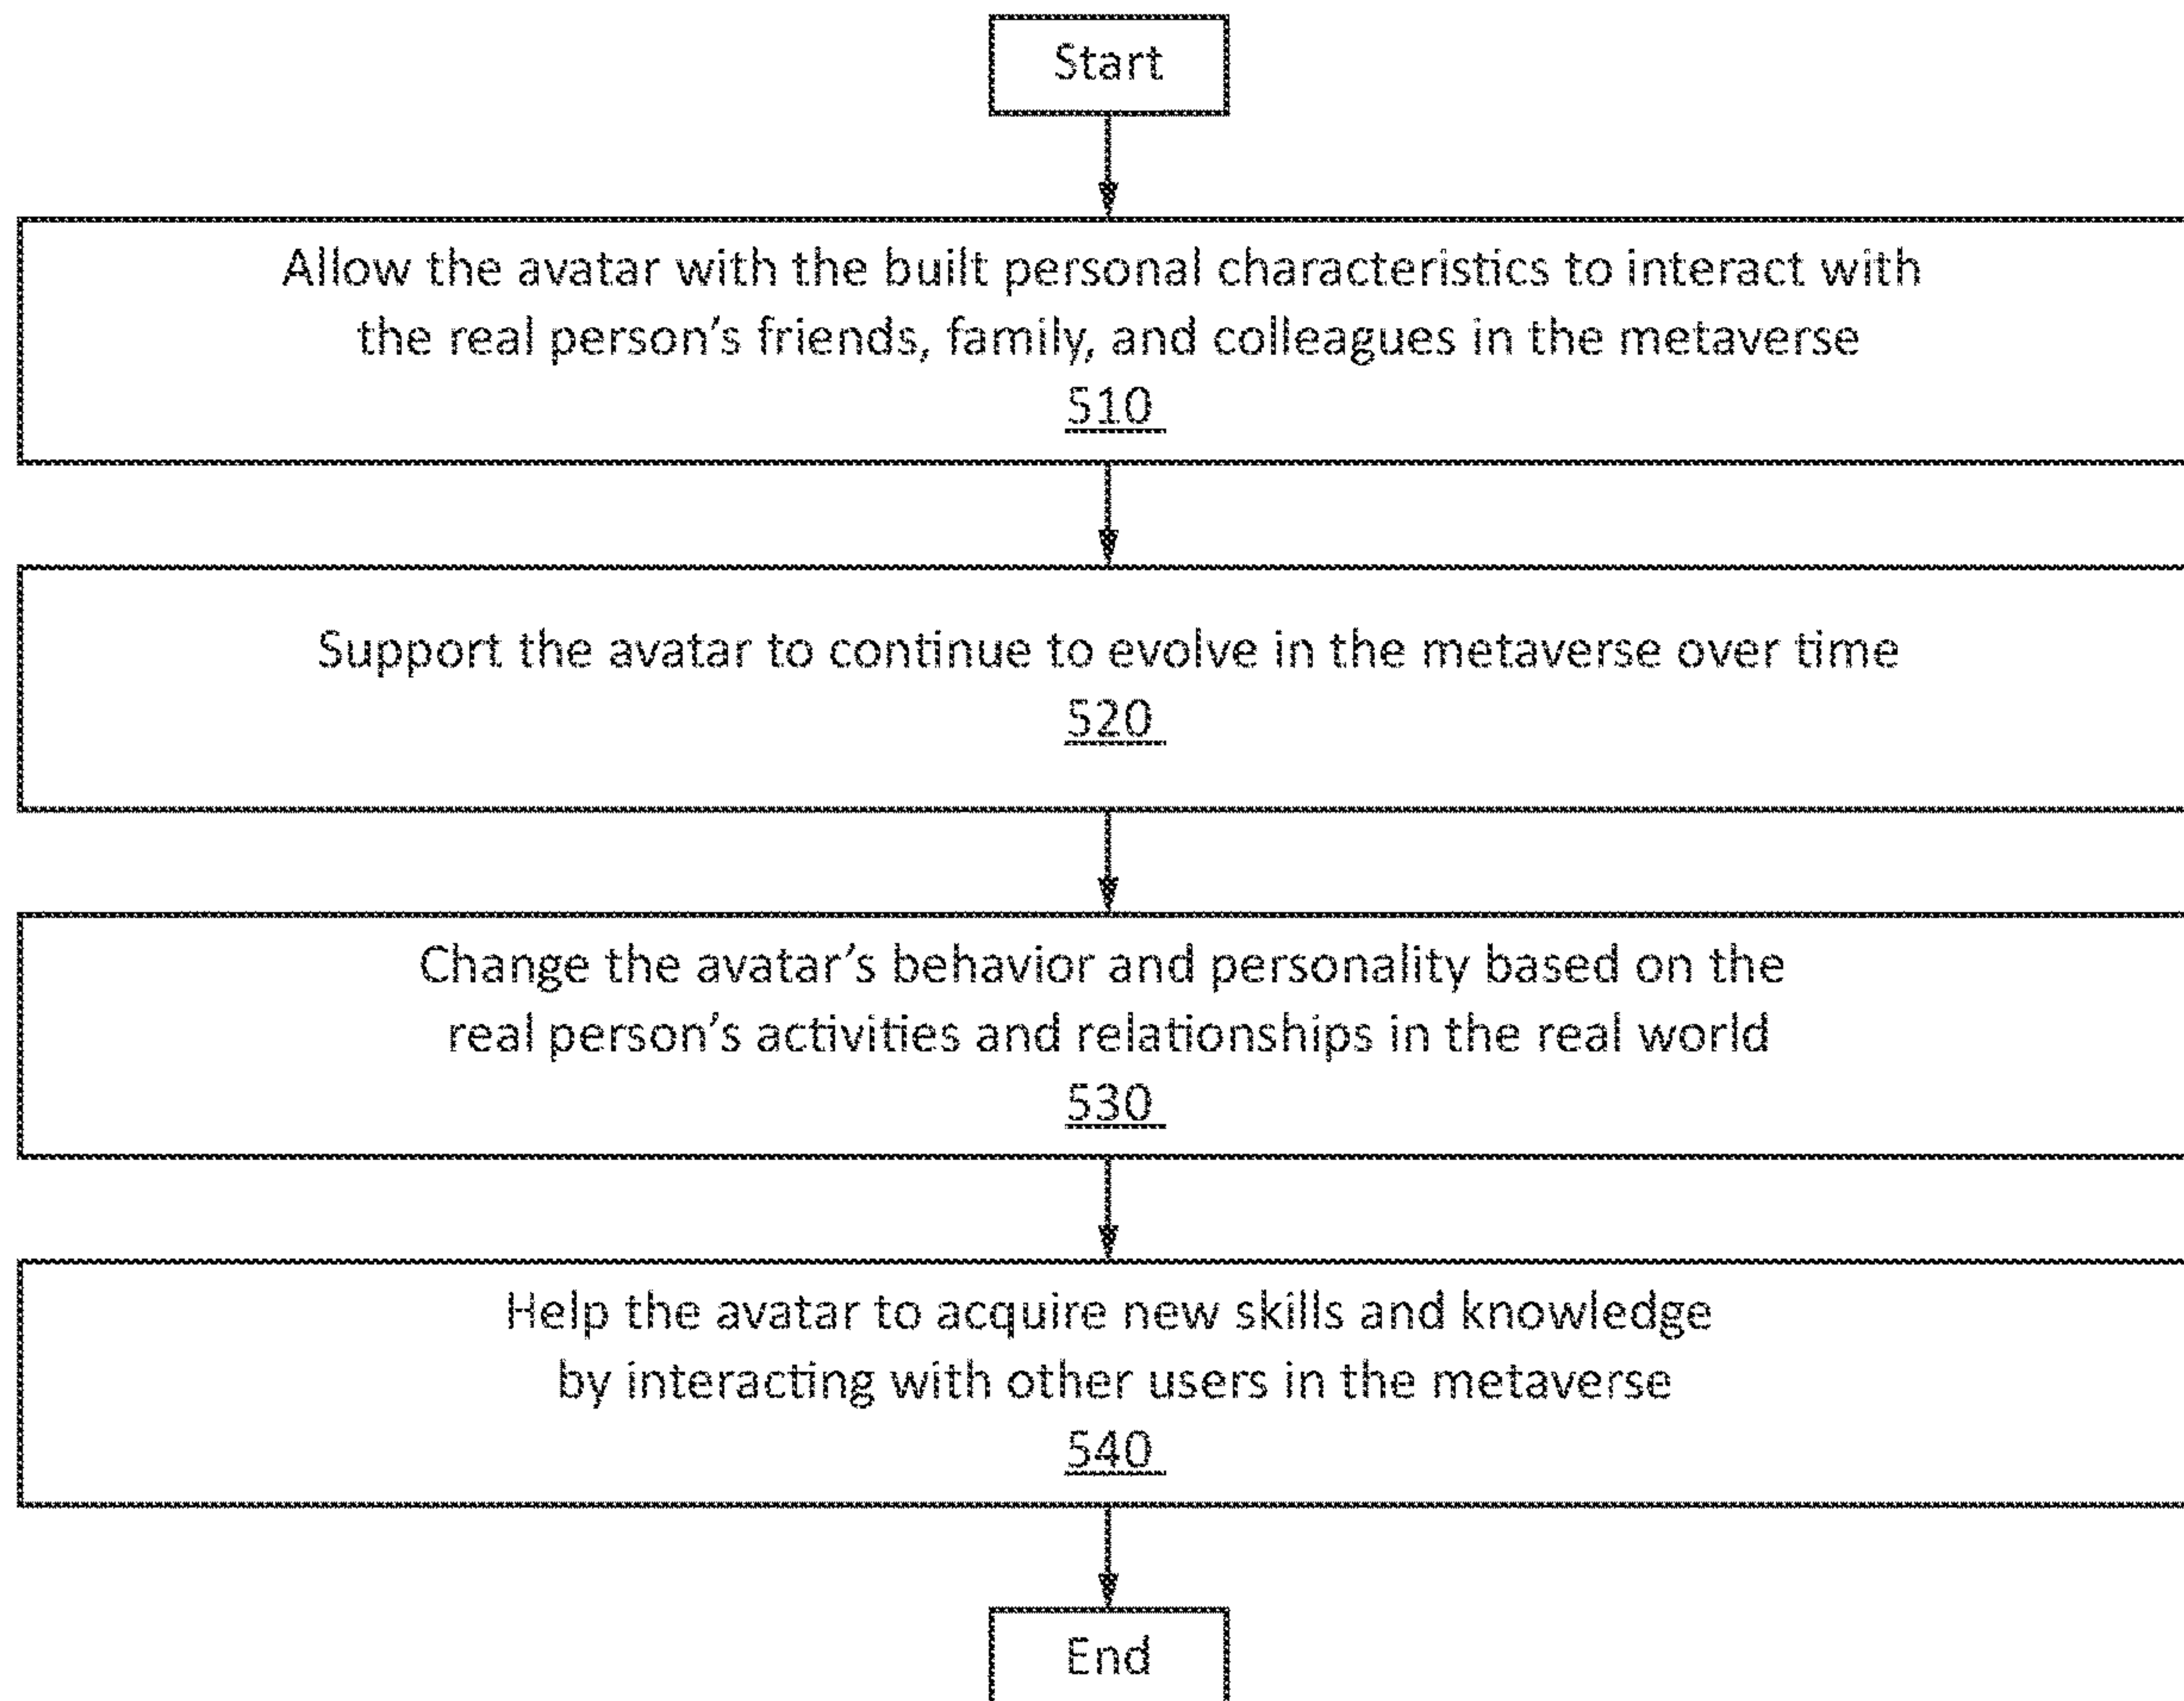 Start
Allow the avatar with the built personal characteristics to interact with
the real person's friends, family, and colleagues in the metaverse
510
Support the avatar to continue to evolve in the metaverse over time
520
Change the avatar's behavior and personality based on the
real person's activities and relationships in the real world
530
Help the avatar to acquire new skills and knowledge
by interacting with other users in the metaverse
540
End